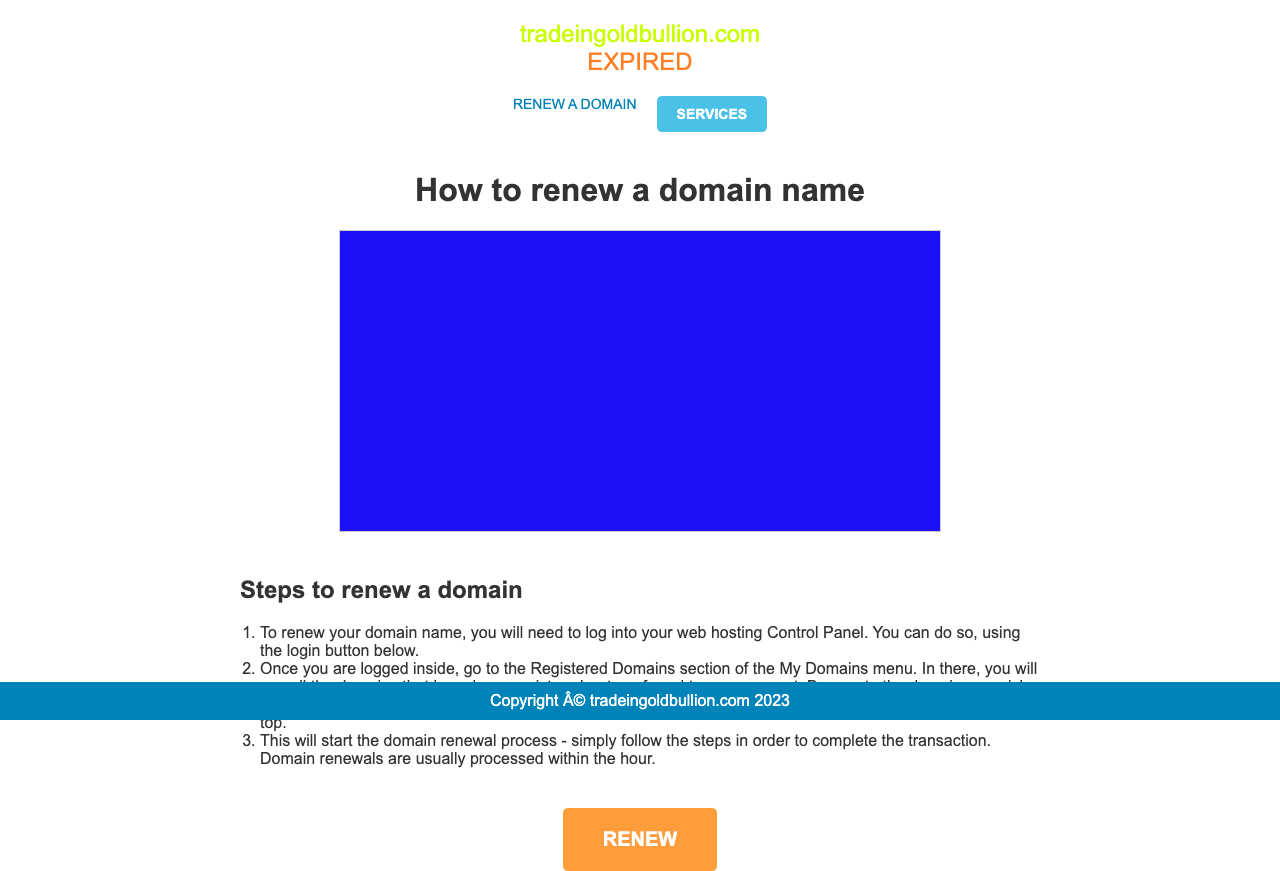 tradeingoldbullion.com
EXPIRED
RENEW A DOMAIN
SERVICES
How to renew a domain name
Steps to renew a domain
1. To renew your domain name, you will need to log into your web hosting Control Panel. You can do so, using
the login button below.
2. Once you are logged inside, go to the Registered Domains section of the My Domains menu. In there, you will
Copyright Â© tradeingoldbullion.com 2023
top.
3. This will start the domain renewal process - simply follow the steps in order to complete the transaction.
Domain renewals are usually processed within the hour.
RENEW